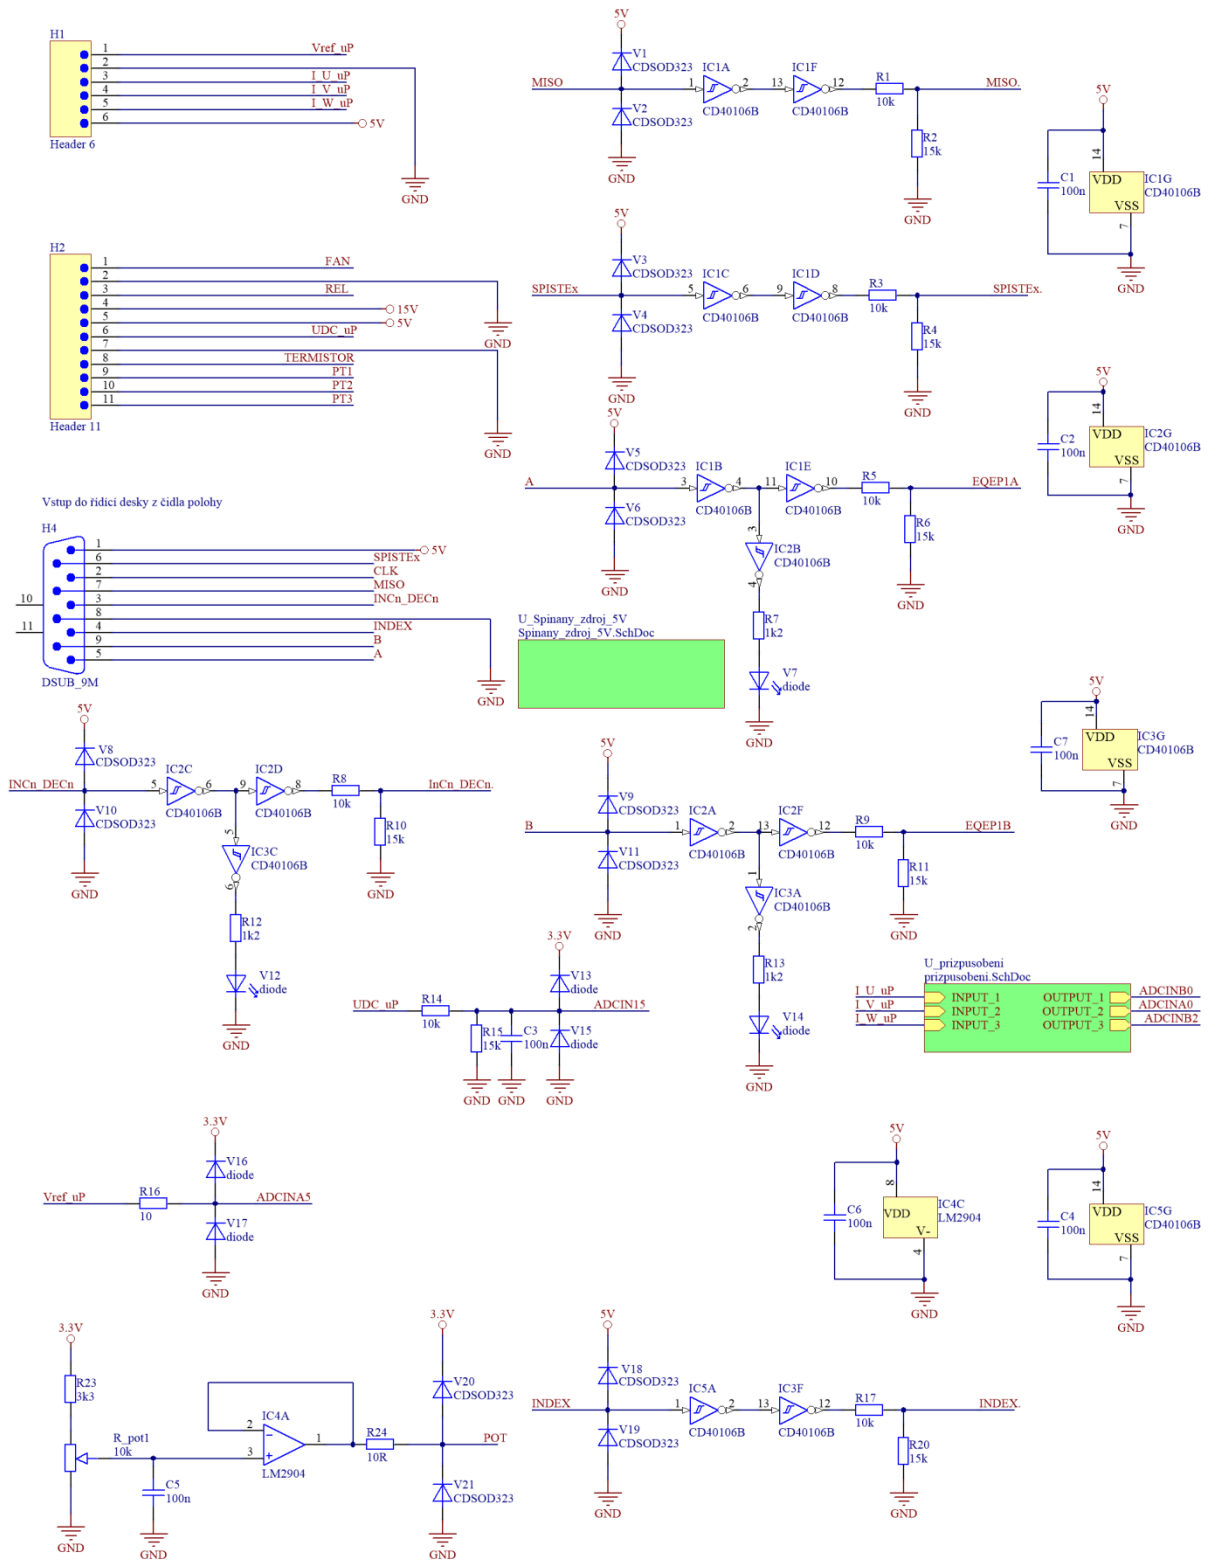 H1
1 Vref_uP
2
3 I_U_uP
4 I_V_uP
5 I_W_uP
6 5V
Header 6
GND
H2
1 FAN
2
3 REL
4 15V
5 5V
6 UDC_uP
7
8 TERMISTOR
9 PT1
10 PT2
11 PT3
Header 11
GND
GND
5V
V1
CDSOD323
MISO
V2
CDSOD323
GND
IC1A
1 2
CD40106B
IC1F
13 12
CD40106B
R1
10k
MISO.
R2
15k
GND
5V
C1
100n
14
VDD
VSS
7
IC1G
CD40106B
GND
5V
V3
CDSOD323
SPISTEx
V4
CDSOD323
GND
IC1C
5 6
CD40106B
IC1D
9 8
CD40106B
R3
10k
SPISTEx.
R4
15k
GND
5V
C2
100n
14
VDD
VSS
7
IC2G
CD40106B
GND
5V
V5
CDSOD323
A
V6
CDSOD323
GND
IC1B
3 4
CD40106B
IC1E
11 10
CD40106B
R5
10k
EQEP1A
R6
15k
GND
3
IC2B
CD40106B
4
R7
1k2
V7
diode
GND
Vstup do řídicí desky z čidla polohy
H4
1 5V
6 SPISTEx
2 CLK
7 MISO
3 INCn_DECn
8
4 INDEX
9 B
5 A
10
11
DSUB_9M
GND
U_Spinany_zdroj_5V
Spinany_zdroj_5V.SchDoc
5V
C7
100n
14
VDD
VSS
7
IC3G
CD40106B
GND
5V
V8
CDSOD323
INCn_DECn
V10
CDSOD323
GND
IC2C
5 6
CD40106B
IC2D
9 8
CD40106B
R8
10k
InCn_DECn.
R10
15k
GND
5
IC3C
CD40106B
6
R12
1k2
V12
diode
GND
5V
V9
CDSOD323
B
V11
CDSOD323
GND
IC2A
1 2
CD40106B
IC2F
13 12
CD40106B
R9
10k
EQEP1B
R11
15k
GND
1
IC3A
CD40106B
2
R13
1k2
V14
diode
GND
3.3V
V13
diode
UDC_uP
R14
10k
ADCIN15
R15
15k
C3
100n
V15
diode
GND
GND
GND
U_prizpusobeni
prizpusobeni.SchDoc
I_U_uP INPUT_1 OUTPUT_1 ADCINB0
I_V_uP INPUT_2 OUTPUT_2 ADCINA0
I_W_uP INPUT_3 OUTPUT_3 ADCINB2
3.3V
V16
diode
Vref_uP
R16
10
ADCINA5
V17
diode
GND
5V
C6
100n
8
VDD
V-
4
IC4C
LM2904
GND
5V
C4
100n
14
VDD
VSS
7
IC5G
CD40106B
GND
3.3V
R23
3k3
R_pot1
10k
C5
100n
GND
GND
IC4A
2
3
1
LM2904
R24
10R
3.3V
V20
CDSOD323
POT
V21
CDSOD323
GND
5V
V18
CDSOD323
INDEX
V19
CDSOD323
GND
IC5A
1 2
CD40106B
IC3F
13 12
CD40106B
R17
10k
INDEX.
R20
15k
GND